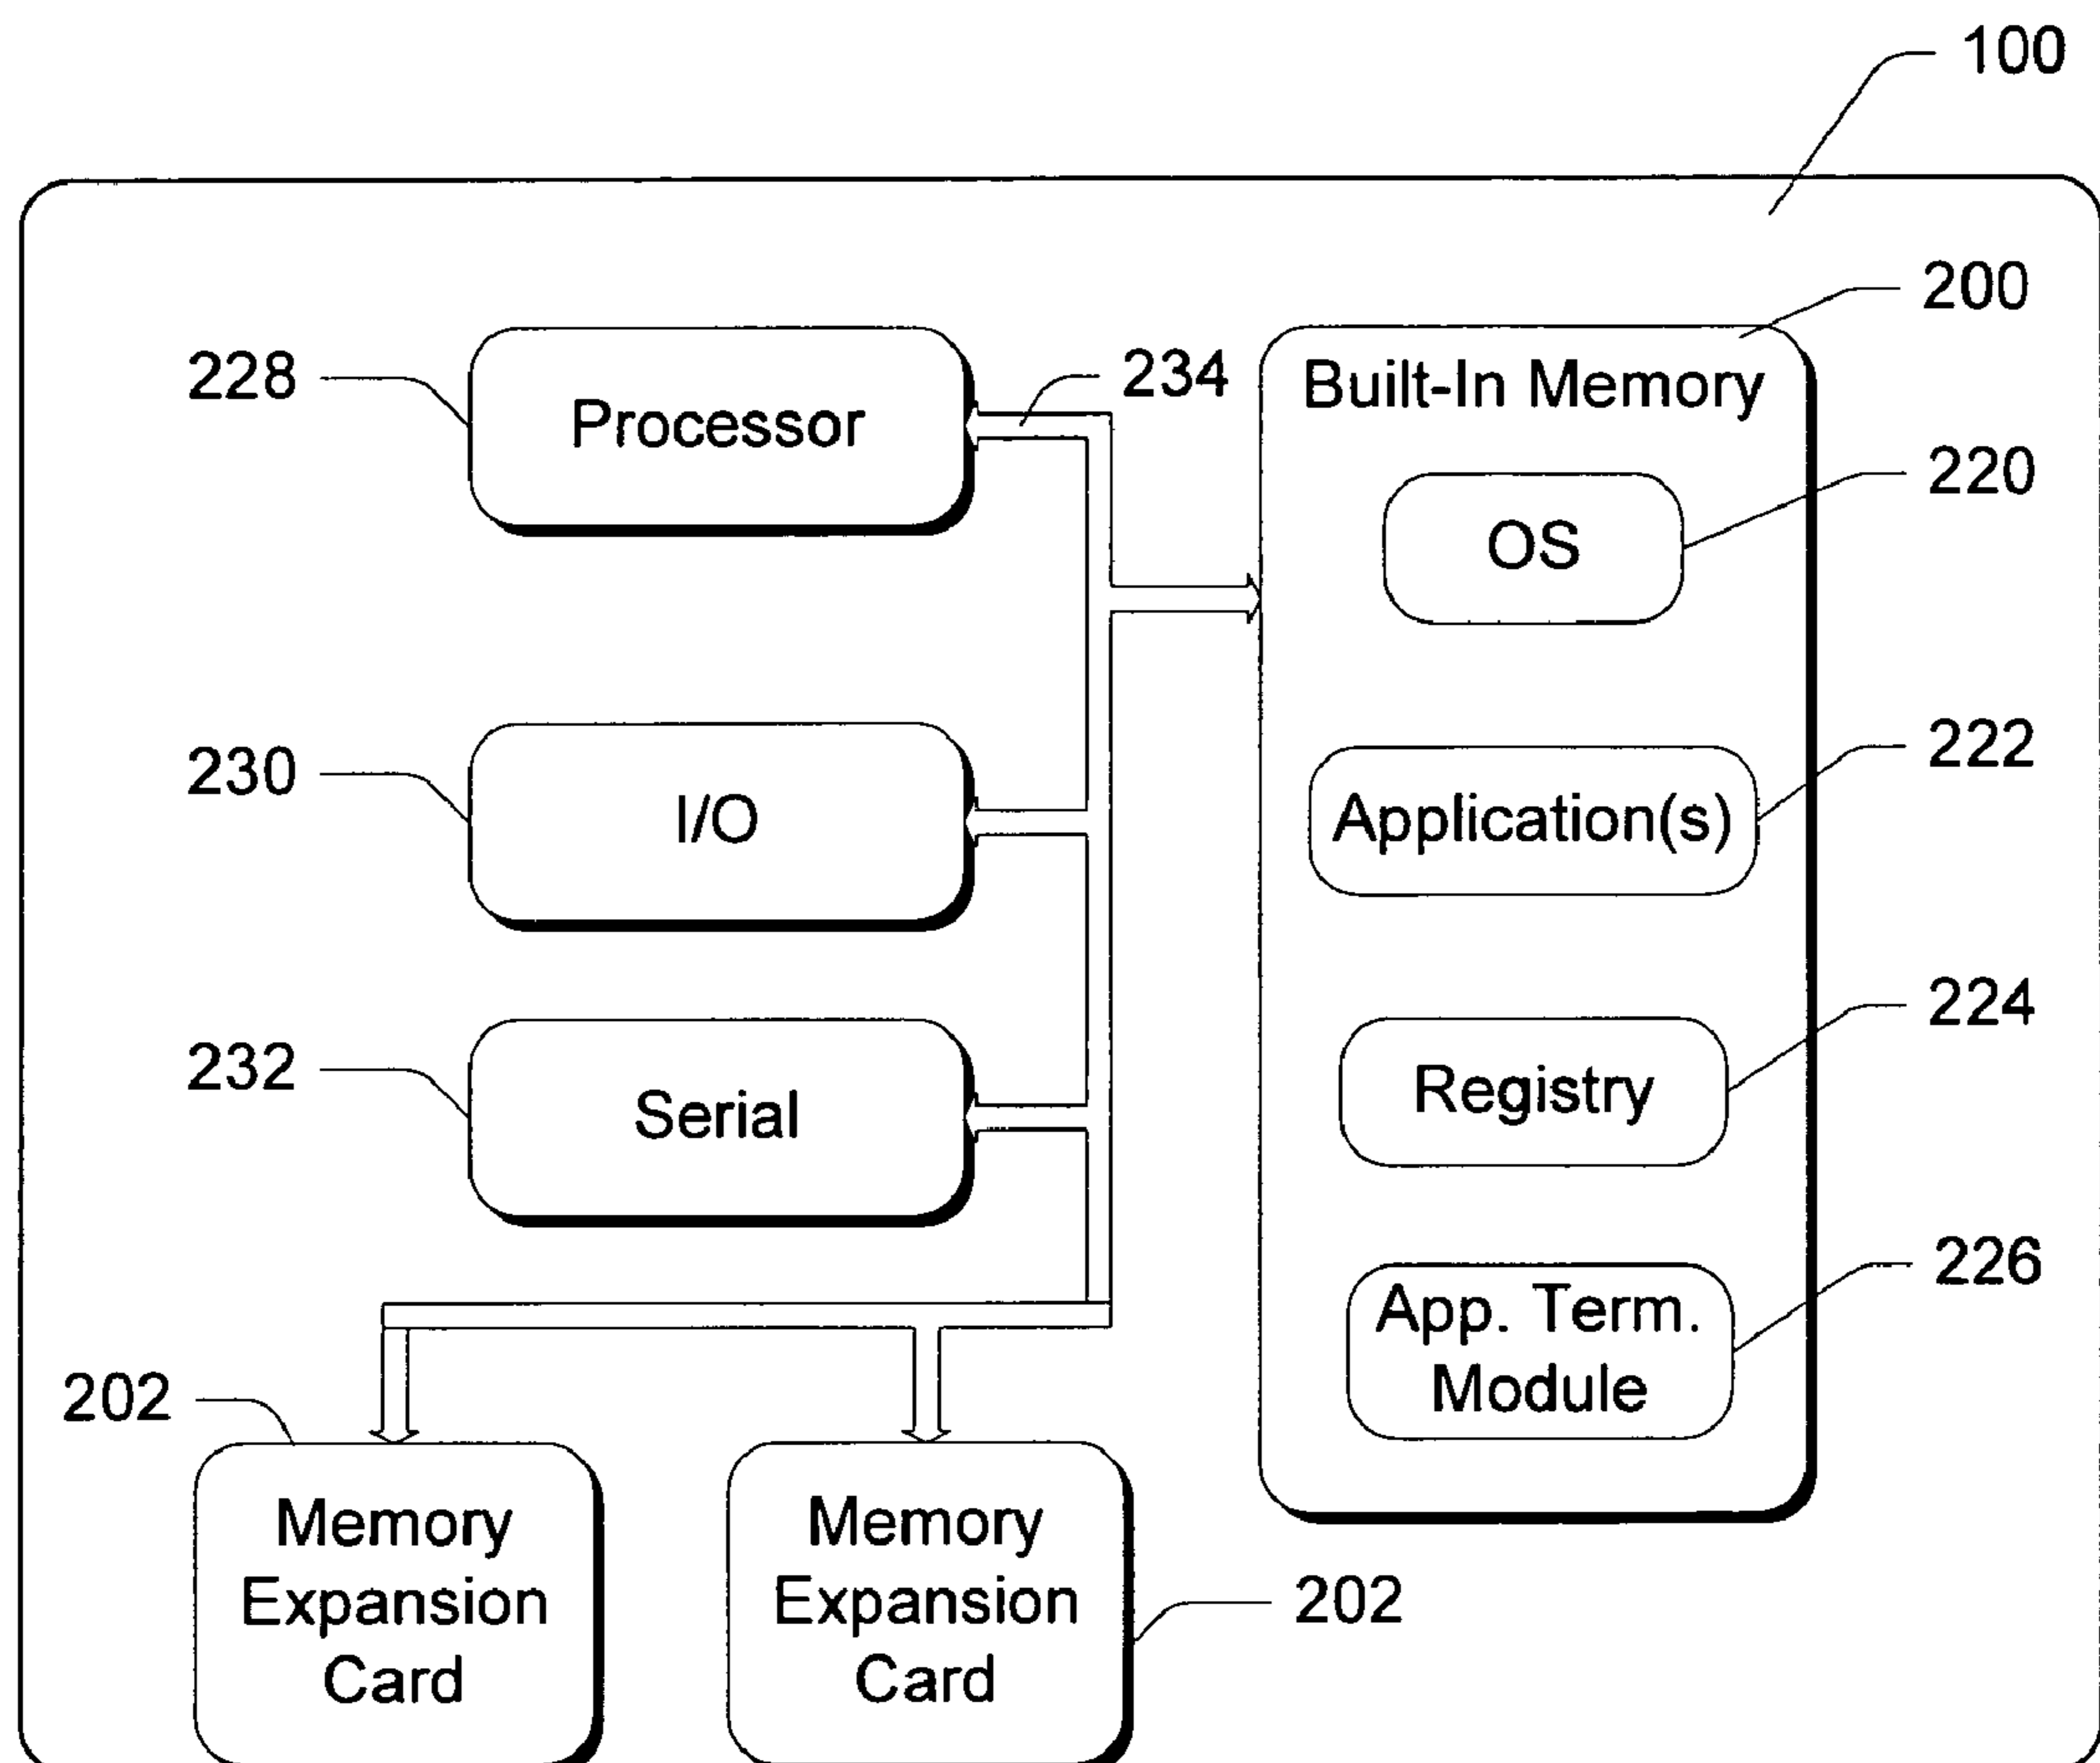 100
200
228
Processor
234
Built-In Memory
220
OS
230
I/O
222
Application(s)
224
232
Serial
Registry
226
App. Term.
Module
202
Memory
Expansion
Card
Memory
Expansion
Card
202